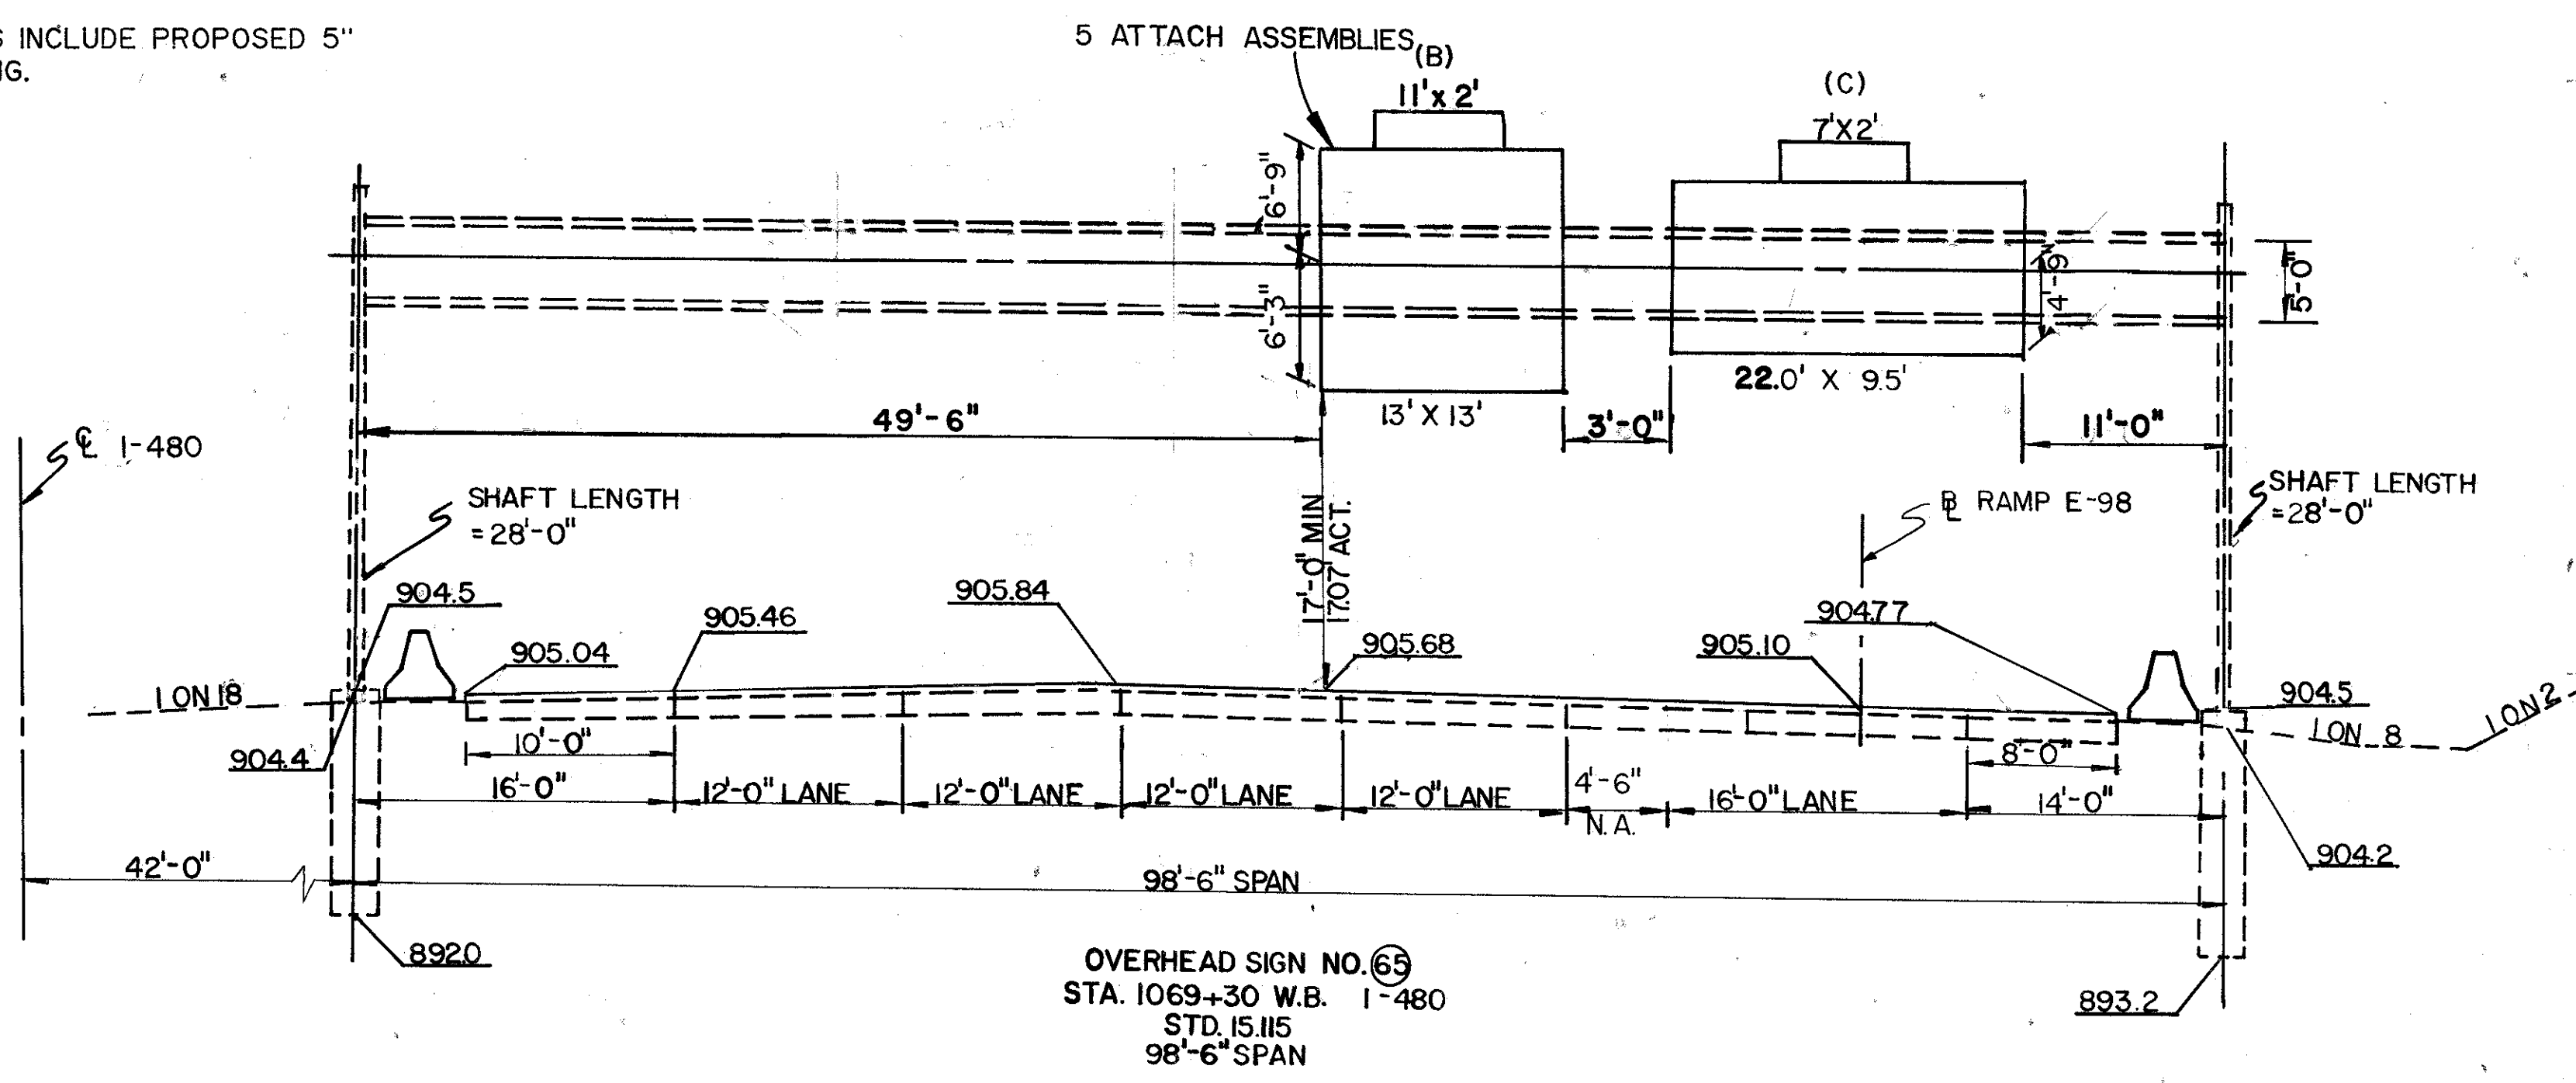 INCLUDE PROPOSED 5"
5 ATTACH ASSEMBLIES
(B)
11'x 2'
(C)
7'X2'
6'-9"
6'-3"
4'-9"
5'-0"
13' X 13'
22.0' X 9.5'
49'-6"
3'-0"
11'-0"
℄ I-480
SHAFT LENGTH
=28'-0"
17'-0" MIN
17.07' ACT.
RAMP E-98
SHAFT LENGTH
=28'-0"
904.5
905.46
905.84
905.04
905.68
905.10
904.77
904.5
1 ON 18
1 ON 8
1 ON 2
904.4
10'-0"
8'-0"
16'-0"
12'-0" LANE
12'-0" LANE
12'-0" LANE
12'-0" LANE
4'-6"
N.A.
16'-0" LANE
14'-0"
904.2
42'-0"
98'-6" SPAN
892.0
893.2
OVERHEAD SIGN NO. 65
STA. 1069+30 W.B. I-480
STD. 15.115
98'-6" SPAN